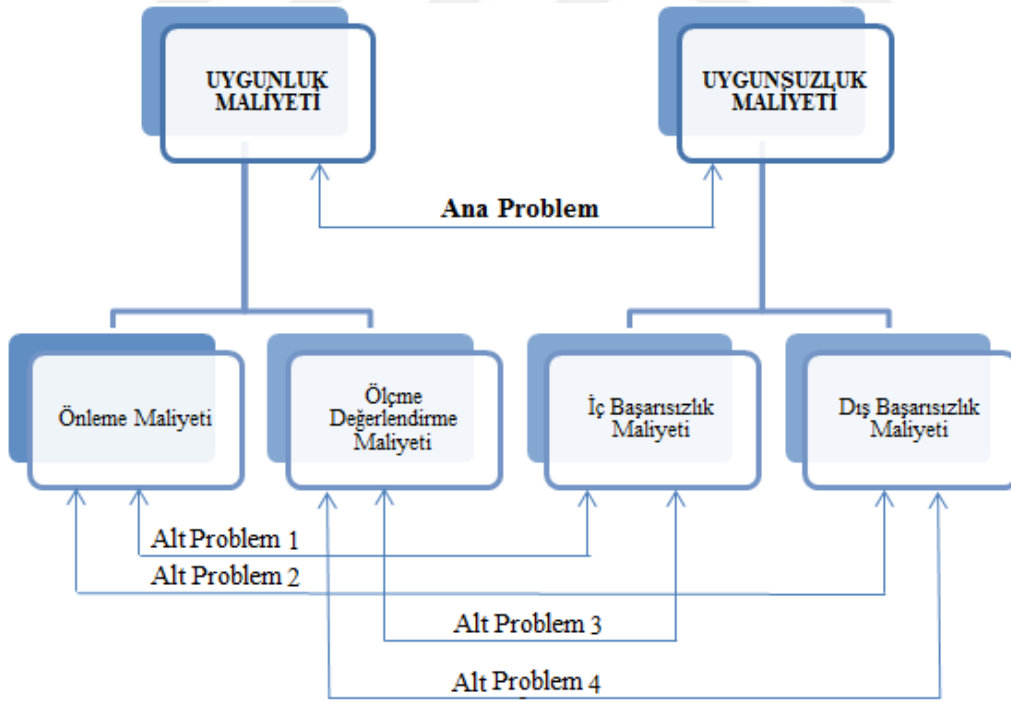 UYGUNLUK
MALİYETİ
UYGUNSUZLUK
MALİYETİ
Ana Problem
Önleme Maliyeti
Ölçme
Değerlendirme
Maliyeti
İç Başarısızlık
Maliyeti
Dış Başarısızlık
Maliyeti
Alt Problem 1
Alt Problem 2
Alt Problem 3
Alt Problem 4